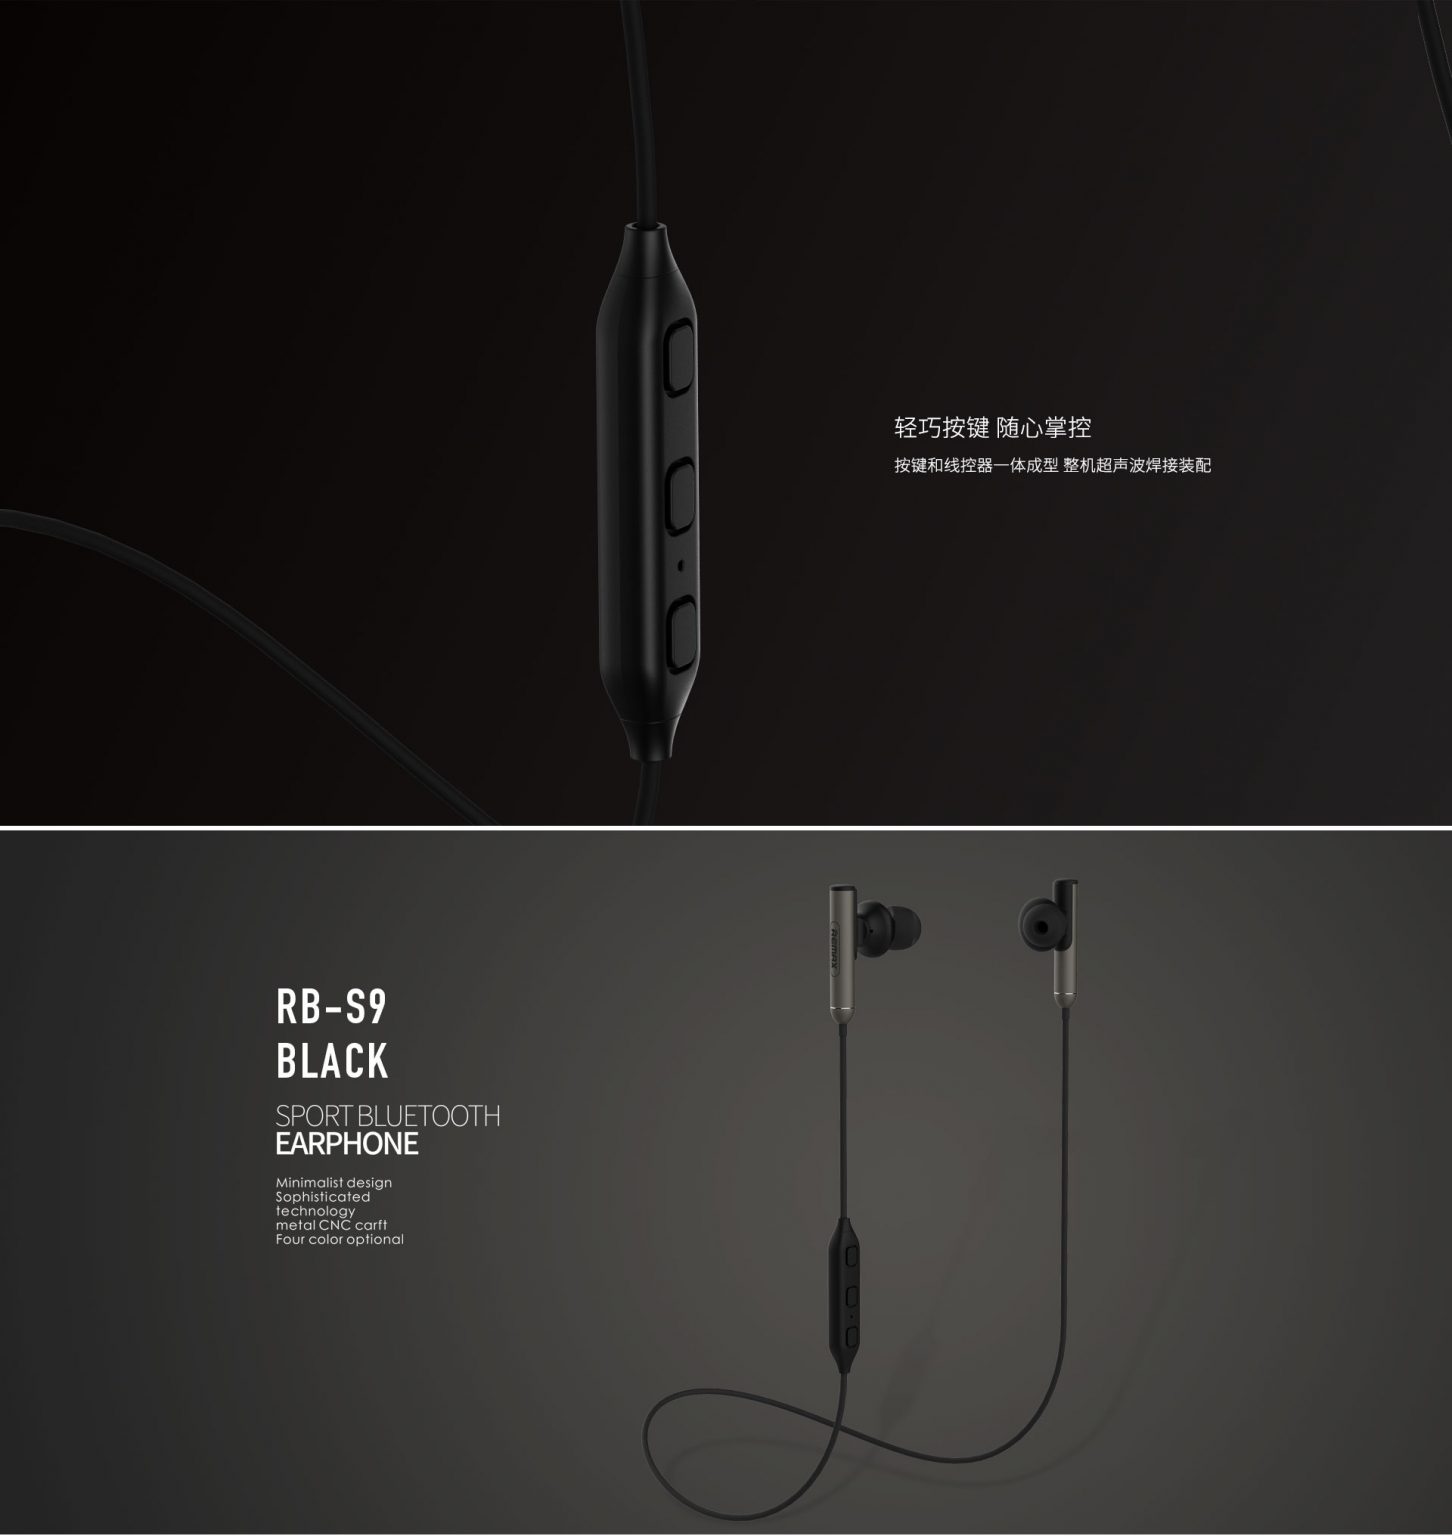 轻巧按键 随心掌控
按键和线控器一体成型 整机超声波焊接装配
REMAX
RB-S9
BLACK
SPORT BLUETOOTH
EARPHONE
Minimalist design
Sophisticated
technology
metal CNC carft
Four color optional